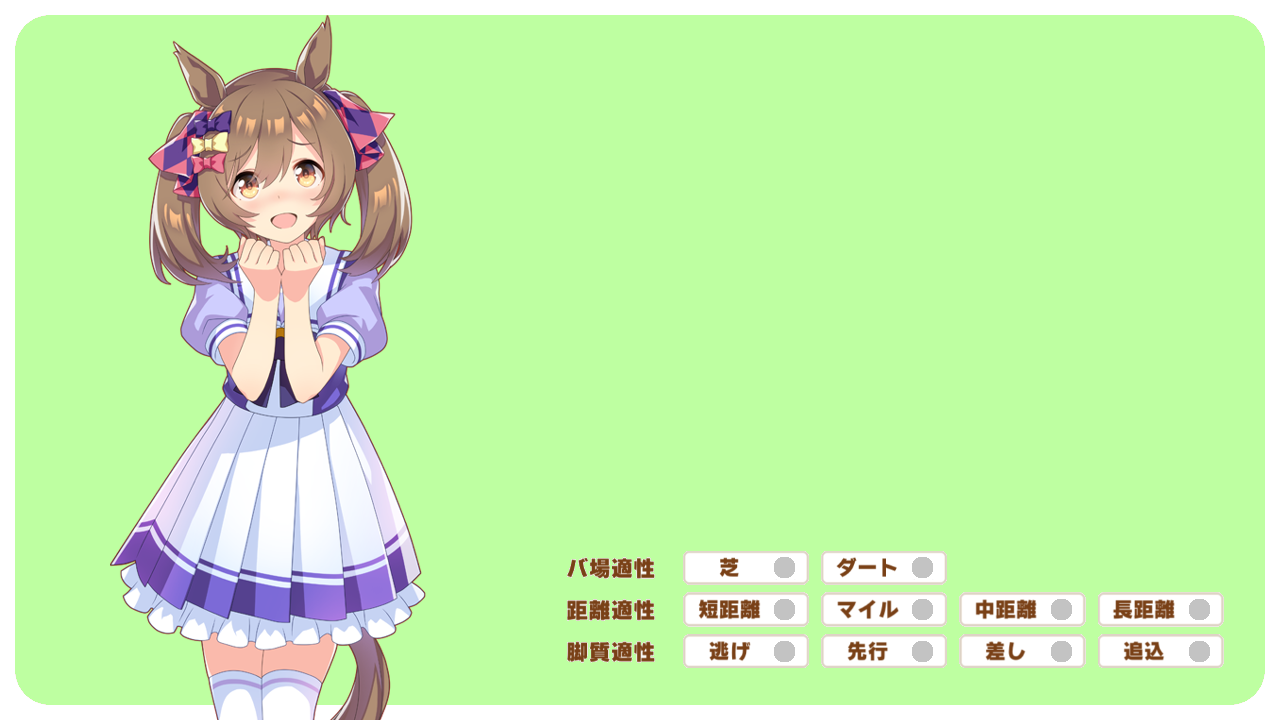 バ場適性 芝 ダート
距離適性 短距離 マイル 中距離 長距離
脚質適性 逃げ 先行 差し 追込